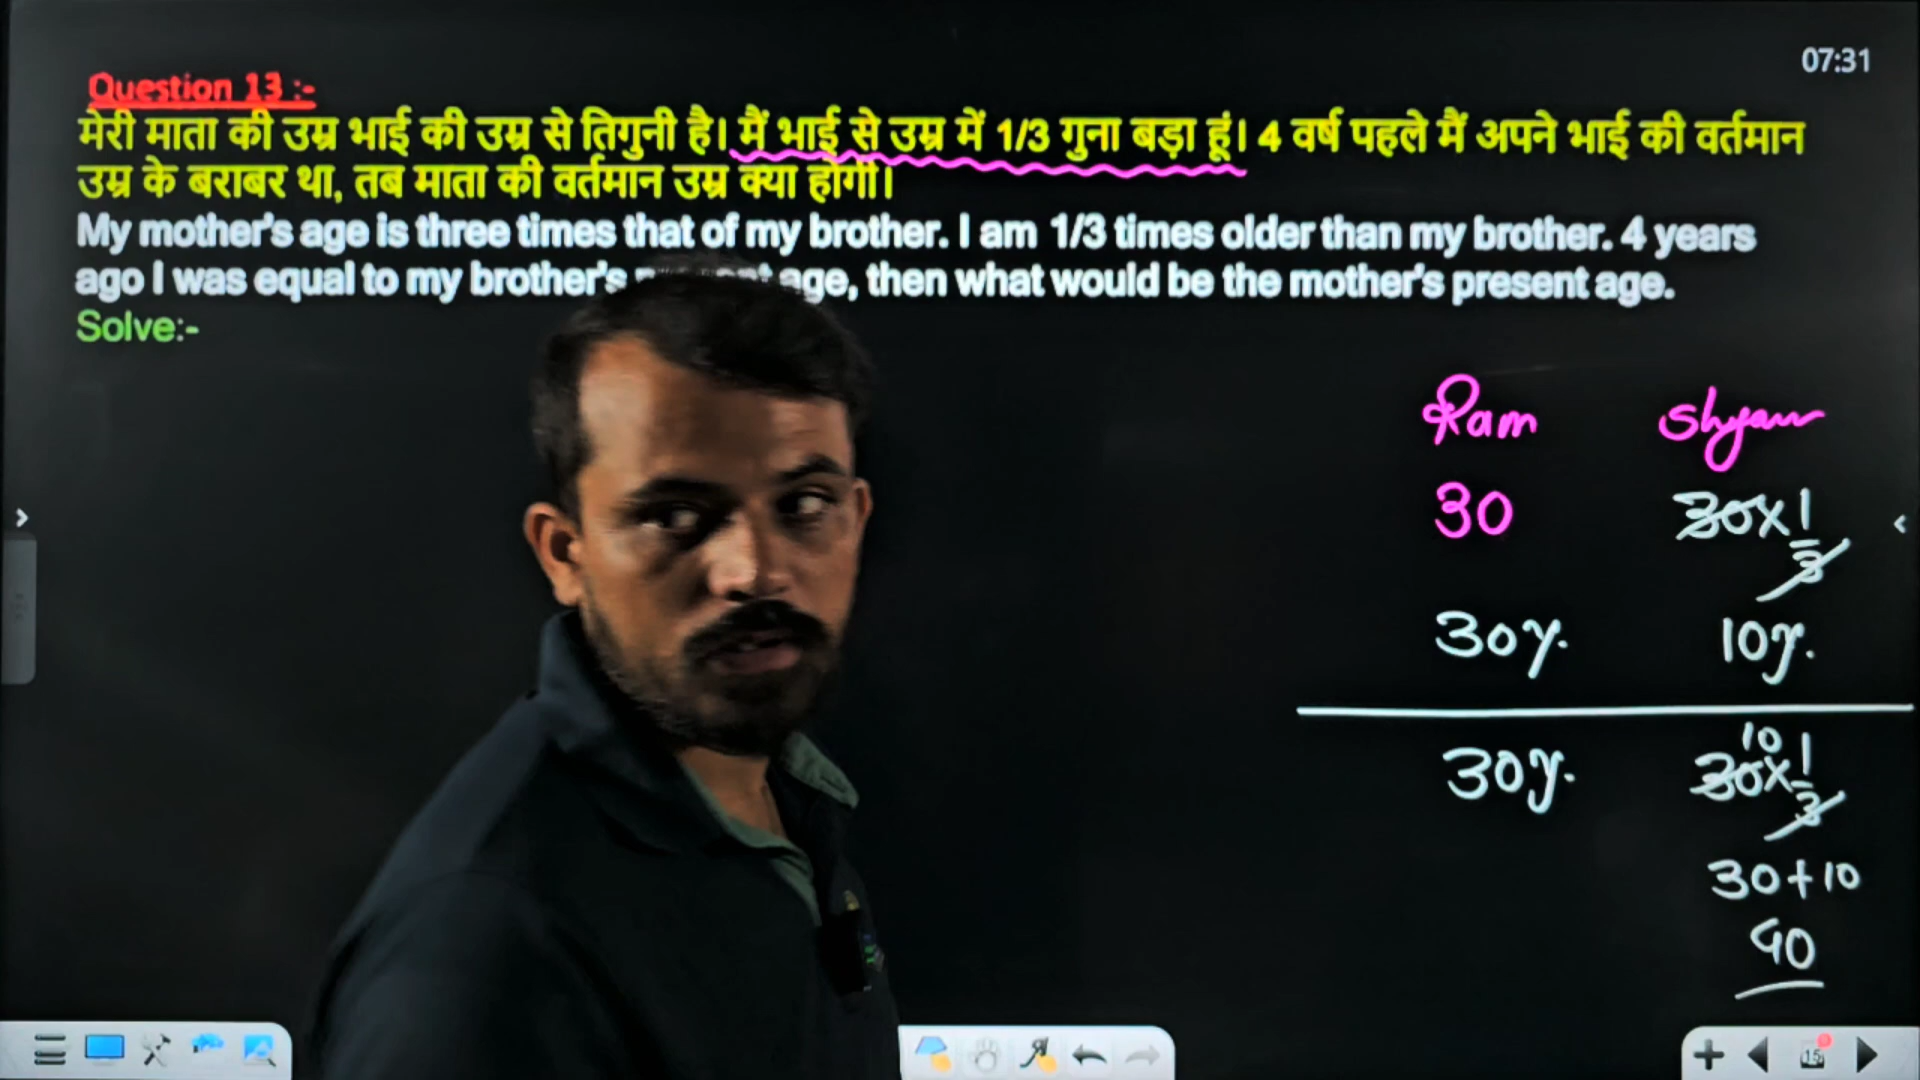 07:31
Question 13 :-
मेरी माता की उम्र भाई की उम्र से तिगुनी है। मैं भाई से उम्र में 1/3 गुना बड़ा हूं। 4 वर्ष पहले मैं अपने भाई की वर्तमान
उम्र के बराबर था, तब माता की वर्तमान उम्र क्या होगी।
My mother's age is three times that of my brother. I am 1/3 times older than my brother. 4 years
ago I was equal to my brother's age, then what would be the mother's present age.
Solve:-
Ram Shyam
30 30×1/3
30y. 10y.
10
30y. 30×1/3
30+10
40
15